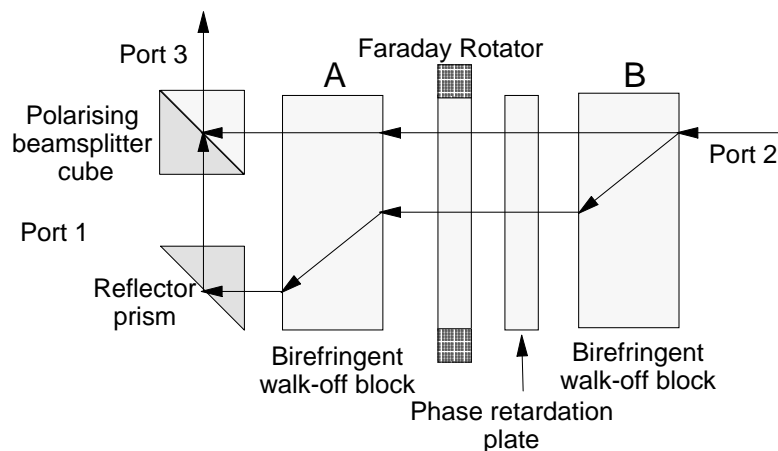 Port 3
Faraday Rotator
A
B
Polarising
beamsplitter
cube
Port 2
Port 1
Reflector
prism
Birefringent
walk-off block
Birefringent
walk-off block
Phase retardation
plate